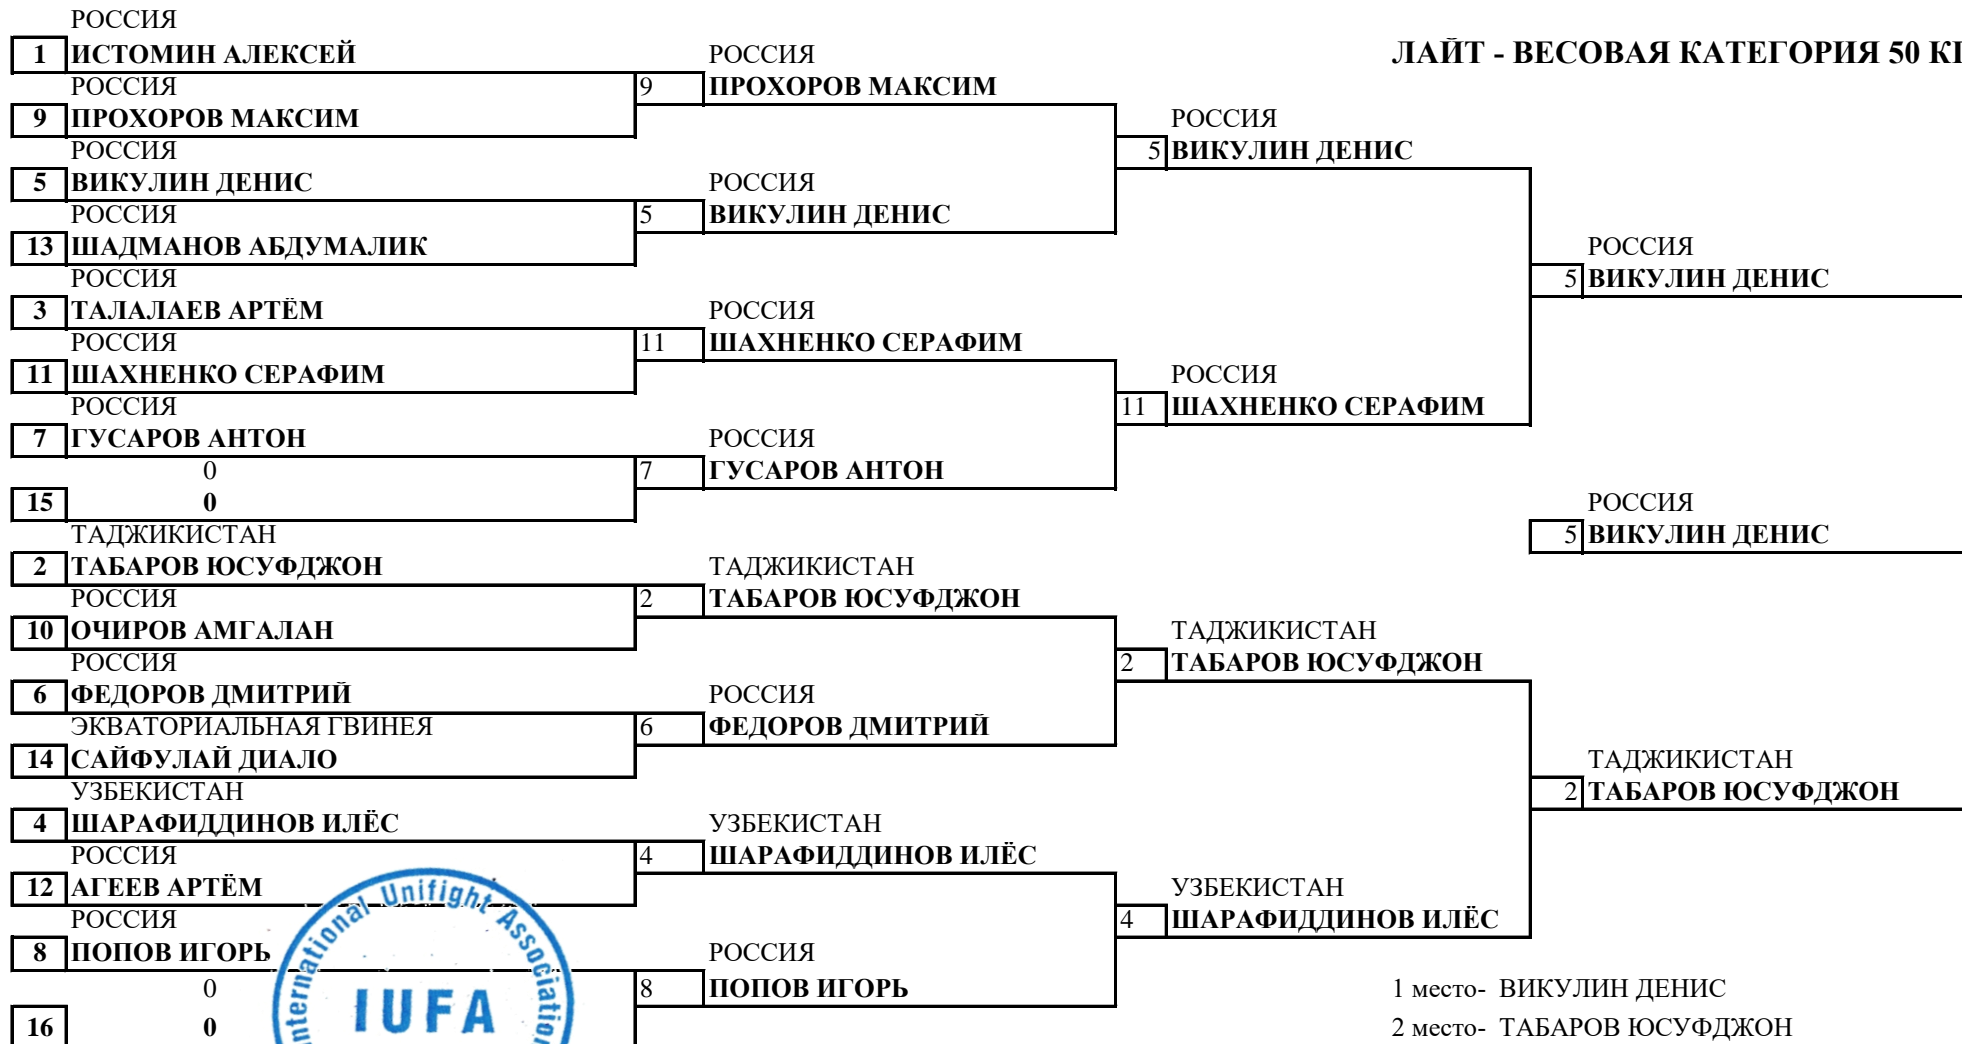 РОССИЯ
1 ИСТОМИН АЛЕКСЕЙ РОССИЯ ЛАЙТ - ВЕСОВАЯ КАТЕГОРИЯ 50 КГ
РОССИЯ 9 ПРОХОРОВ МАКСИМ
9 ПРОХОРОВ МАКСИМ РОССИЯ
РОССИЯ 5 ВИКУЛИН ДЕНИС
5 ВИКУЛИН ДЕНИС РОССИЯ
РОССИЯ 5 ВИКУЛИН ДЕНИС
13 ШАДМАНОВ АБДУМАЛИК РОССИЯ
РОССИЯ 5 ВИКУЛИН ДЕНИС
3 ТАЛАЛАЕВ АРТЁМ РОССИЯ
РОССИЯ 11 ШАХНЕНКО СЕРАФИМ
11 ШАХНЕНКО СЕРАФИМ РОССИЯ
РОССИЯ 11 ШАХНЕНКО СЕРАФИМ
7 ГУСАРОВ АНТОН РОССИЯ
0 7 ГУСАРОВ АНТОН
15 0 РОССИЯ
ТАДЖИКИСТАН 5 ВИКУЛИН ДЕНИС
2 ТАБАРОВ ЮСУФДЖОН ТАДЖИКИСТАН
РОССИЯ 2 ТАБАРОВ ЮСУФДЖОН
10 ОЧИРОВ АМГАЛАН ТАДЖИКИСТАН
РОССИЯ 2 ТАБАРОВ ЮСУФДЖОН
6 ФЕДОРОВ ДМИТРИЙ РОССИЯ
ЭКВАТОРИАЛЬНАЯ ГВИНЕЯ 6 ФЕДОРОВ ДМИТРИЙ
14 САЙФУЛАЙ ДИАЛО ТАДЖИКИСТАН
УЗБЕКИСТАН 2 ТАБАРОВ ЮСУФДЖОН
4 ШАРАФИДДИНОВ ИЛЁС УЗБЕКИСТАН
РОССИЯ 4 ШАРАФИДДИНОВ ИЛЁС
12 АГЕЕВ АРТЁМ УЗБЕКИСТАН
РОССИЯ 4 ШАРАФИДДИНОВ ИЛЁС
8 ПОПОВ ИГОРЬ РОССИЯ
0 8 ПОПОВ ИГОРЬ 1 место- ВИКУЛИН ДЕНИС
16 0 2 место- ТАБАРОВ ЮСУФДЖОН
International Unifight Association
IUFA